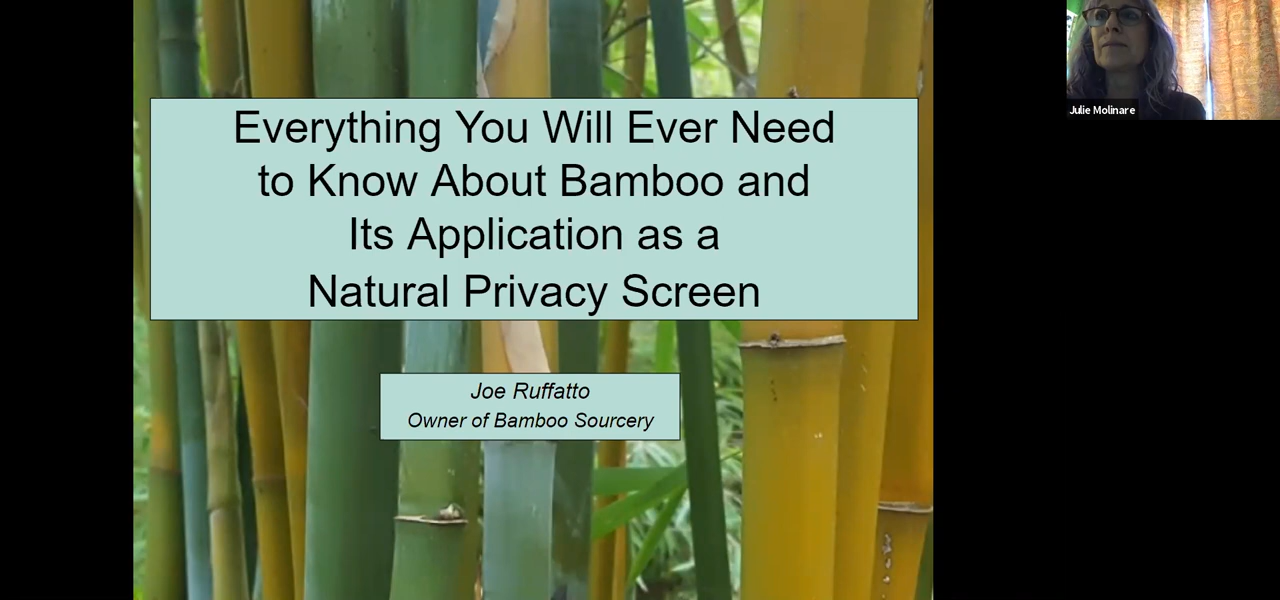 Everything You Will Ever Need
to Know About Bamboo and
Its Application as a
Natural Privacy Screen
Joe Ruffatto
Owner of Bamboo Sourcery
Julie Molinare